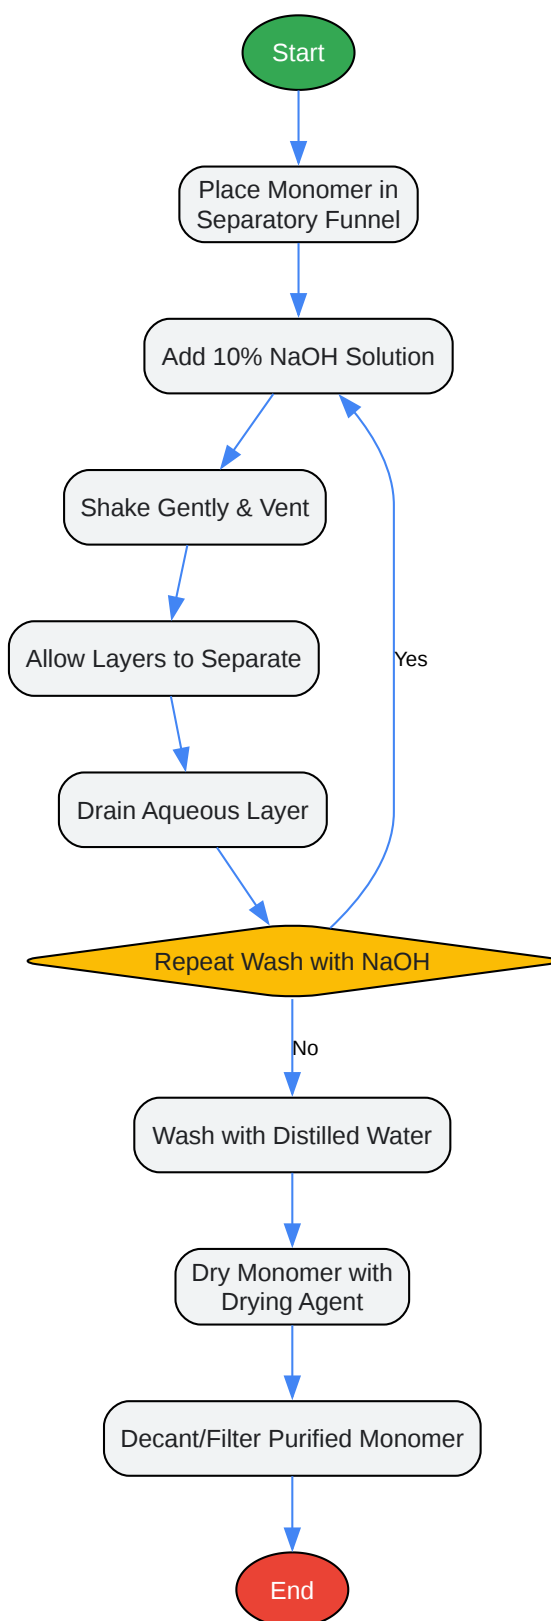 Start
Place Monomer in
Separatory Funnel
Add 10% NaOH Solution
Shake Gently & Vent
Allow Layers to Separate
Yes
Drain Aqueous Layer
Repeat Wash with NaOH
No
Wash with Distilled Water
Dry Monomer with
Drying Agent
Decant/Filter Purified Monomer
End